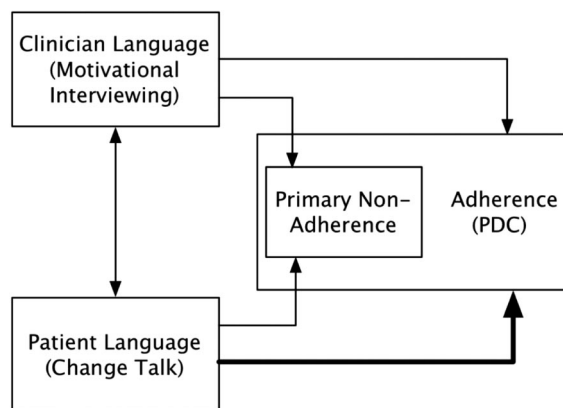 Clinician Language
(Motivational
Interviewing)
Primary Non-
Adherence
Adherence
(PDC)
Patient Language
(Change Talk)